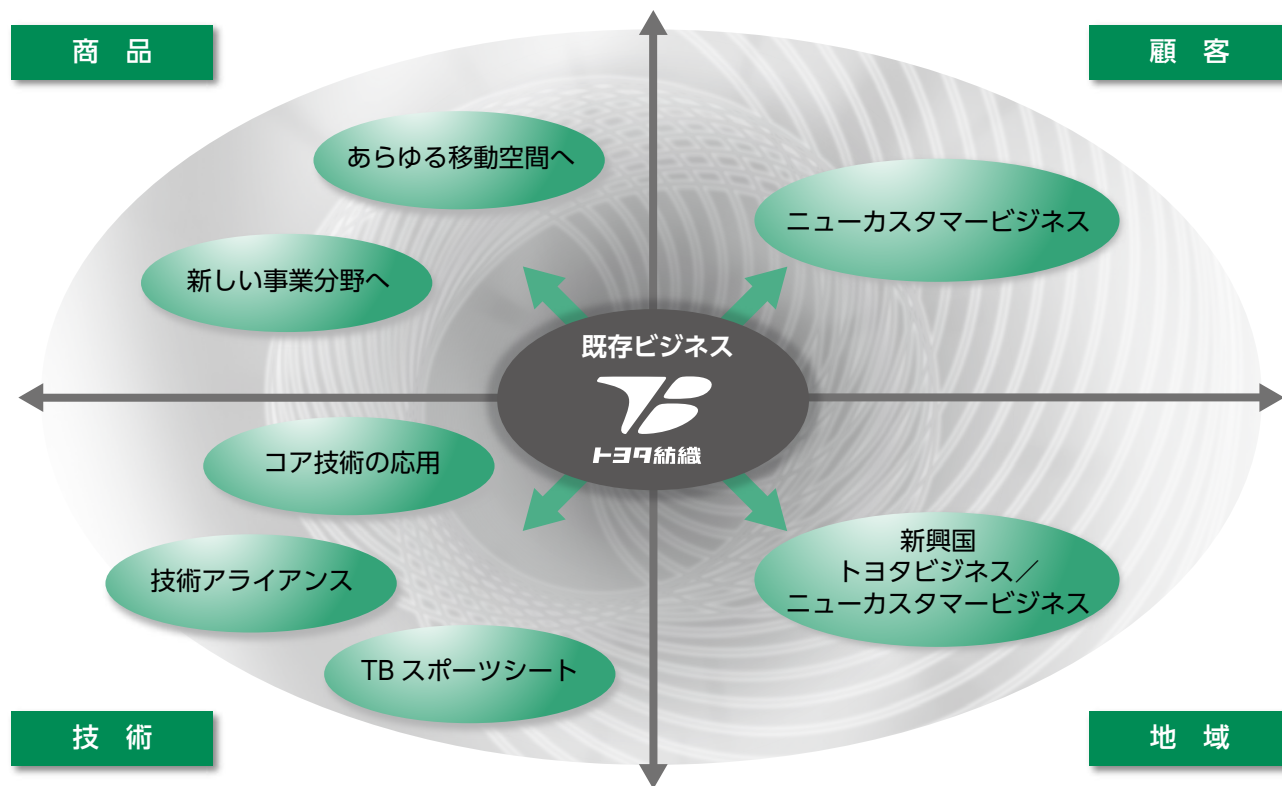 商 品
顧 客
あらゆる移動空間へ
ニューカスタマービジネス
新しい事業分野へ
既存ビジネス
TB
トヨタ紡織
コア技術の応用
技術アライアンス
TB スポーツシート
新興国
トヨタビジネス／
ニューカスタマービジネス
技 術
地 域